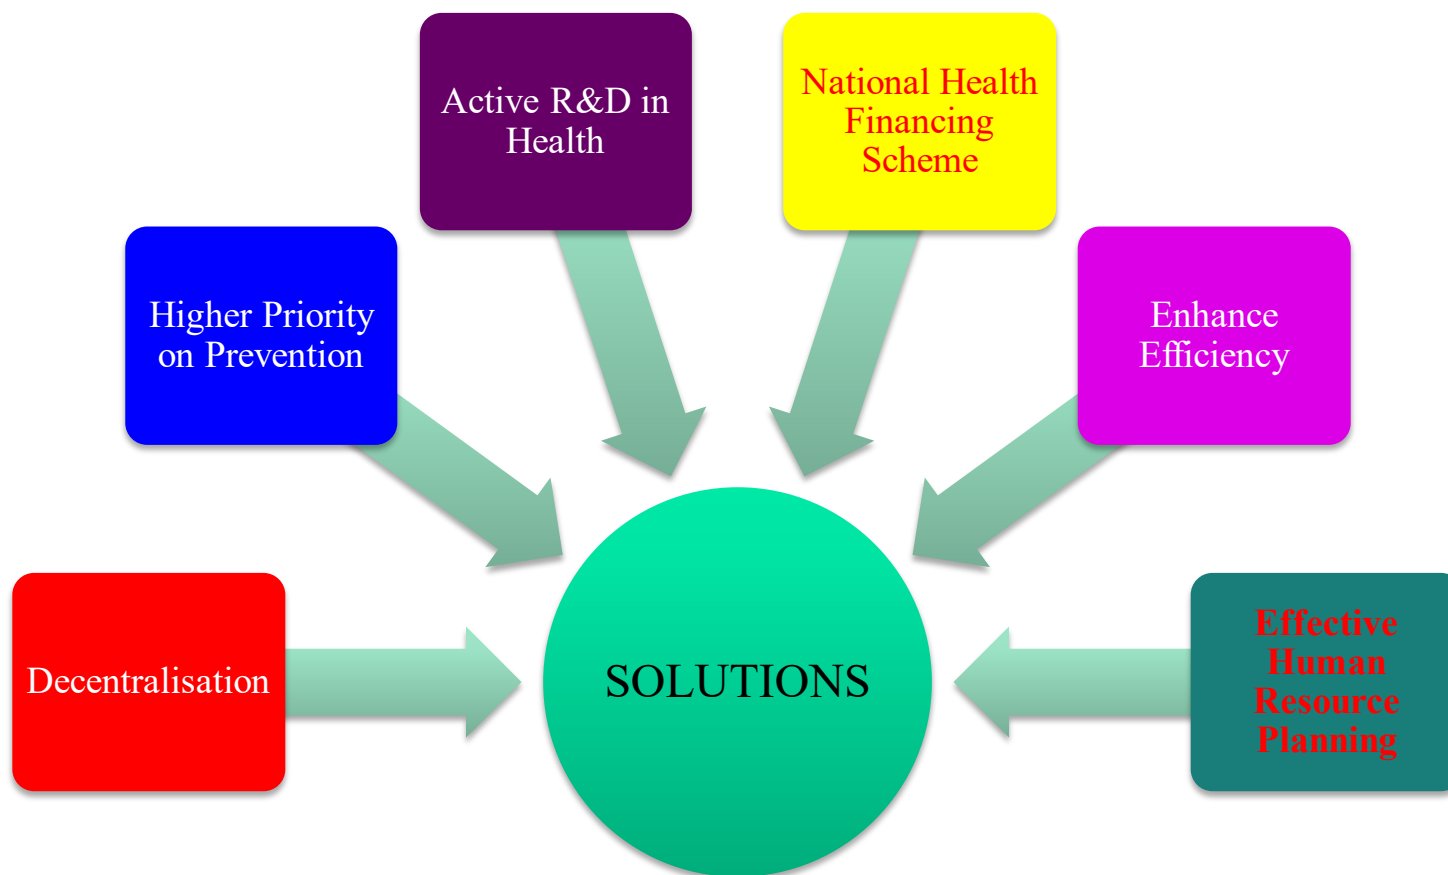 Active R&D in
Health
National Health
Financing
Scheme
Higher Priority
on Prevention
Enhance
Efficiency
Decentralisation
SOLUTIONS
Effective
Human
Resource
Planning